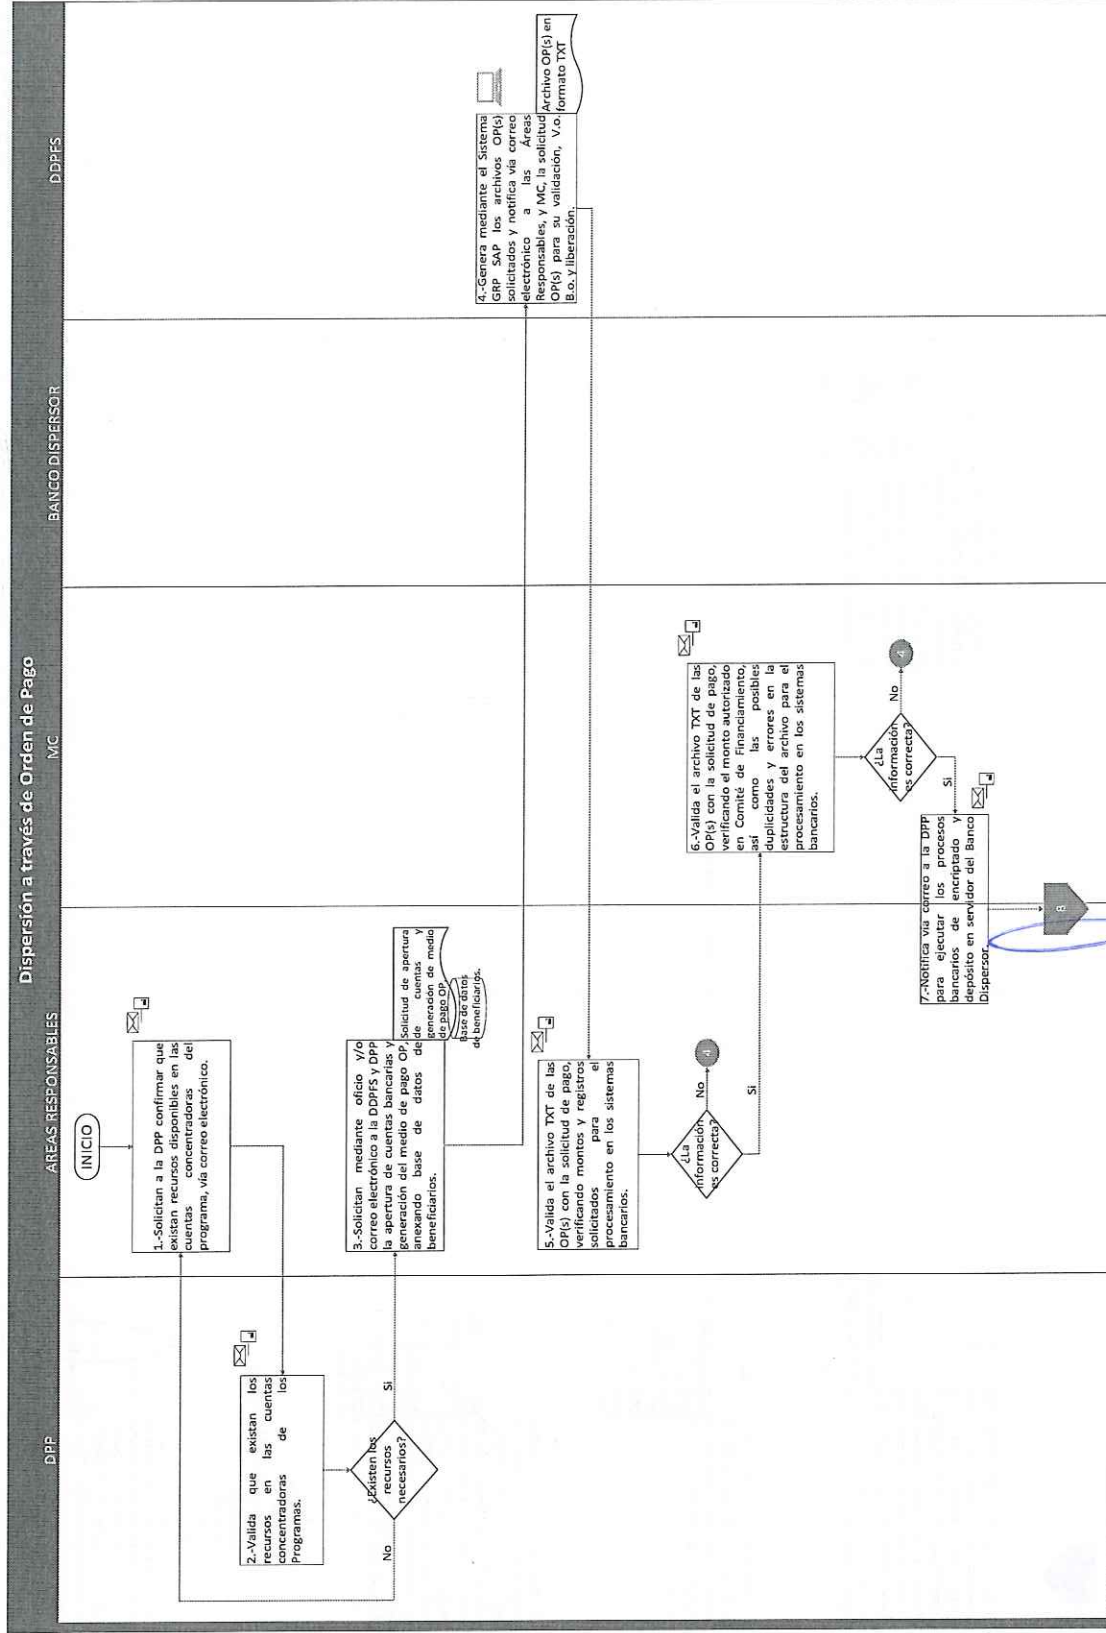 Dispersión a través de Orden de Pago
DPP
AREAS RESPONSABLES
MC
BANCO DISPERSOR
DDPFS
INICIO
1.-Solicitan a la DPP confirmar que
existan recursos disponibles en las
cuentas concentradoras del
programa, vía correo electrónico.
2.-Valida que existan los
recursos en las cuentas
concentradoras de los
Programas.
¿Existen los
recursos
necesarios?
No
Si
3.-Solicitan mediante oficio y/o
correo electrónico a la DDPFS y DPP
la apertura de cuentas bancarias y
generación del medio de pago OP,
anexando base de datos de
beneficiarios.
Solicitud de apertura
de cuentas y
generación de medio
de pago OP.
Base de datos
de beneficiarios.
4.-Genera mediante el Sistema
GRP SAP los archivos OP(s)
solicitados y notifica vía correo
electrónico a las Áreas
Responsables, y MC, la solicitud
OP(s) para su validación, V.o.
B.o. y liberación.
Archivo OP(s) en
formato TXT
5.-Valida el archivo TXT de las
OP(s) con la solicitud de pago,
verificando montos y registros
solicitados para el
procesamiento en los sistemas
bancarios.
¿La
información
es correcta?
No
4
Si
6.-Valida el archivo TXT de las
OP(s) con la solicitud de pago,
verificando el monto autorizado
en Comité de Financiamiento,
así como las posibles
duplicidades y errores en la
estructura del archivo para el
procesamiento en los sistemas
bancarios.
¿La
información
es correcta?
No
4
Si
7.-Notifica vía correo a la DPP
para ejecutar los procesos
bancarios de encriptado y
depósito en servidor del Banco
Dispersor.
8